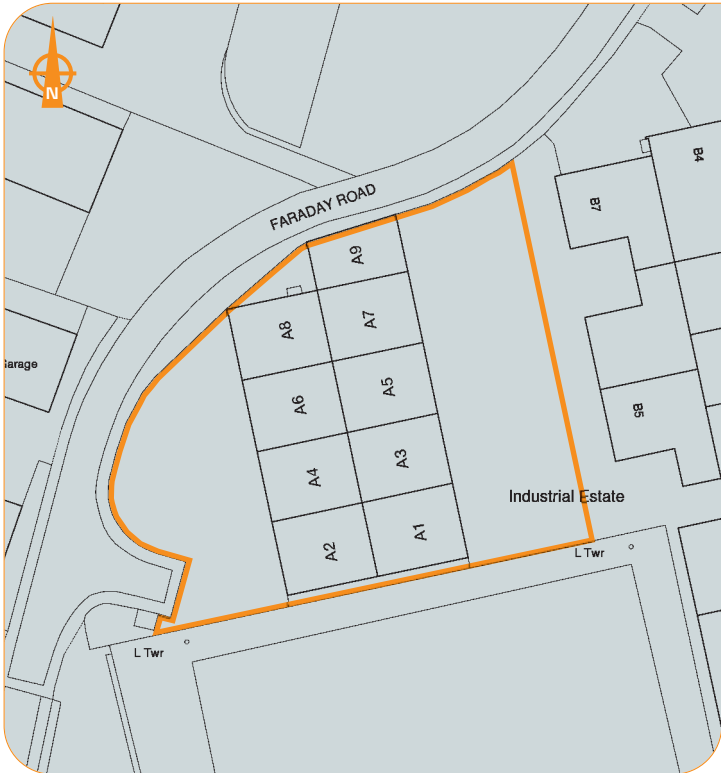 N
B4
FARADAY ROAD
B7
A9
A8
A7
Garage
A6
A5
B5
A4
A3
Industrial Estate
A2
A1
L Twr
L Twr